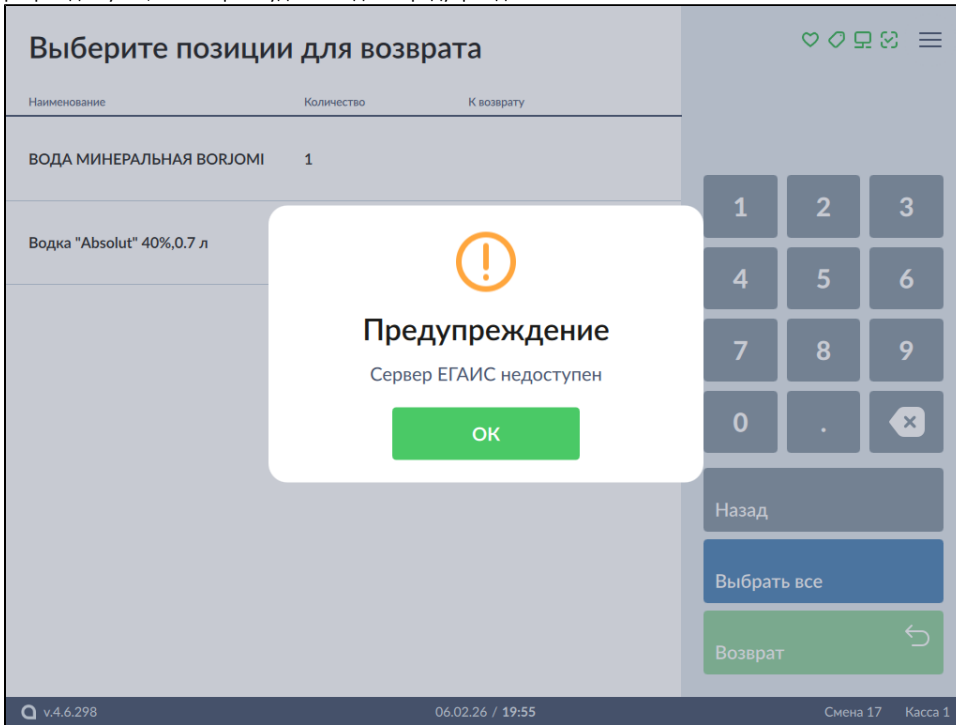 Выберите позиции для возврата
Наименование Количество К возврату
ВОДА МИНЕРАЛЬНАЯ BORJOMI 1
Водка "Absolut" 40%,0.7 л
Предупреждение
Сервер ЕГАИС недоступен
ОК
1 2 3
4 5 6
7 8 9
0 .
Назад
Выбрать все
Возврат
v.4.6.298 06.02.26 / 19:55 Смена 17 Касса 1